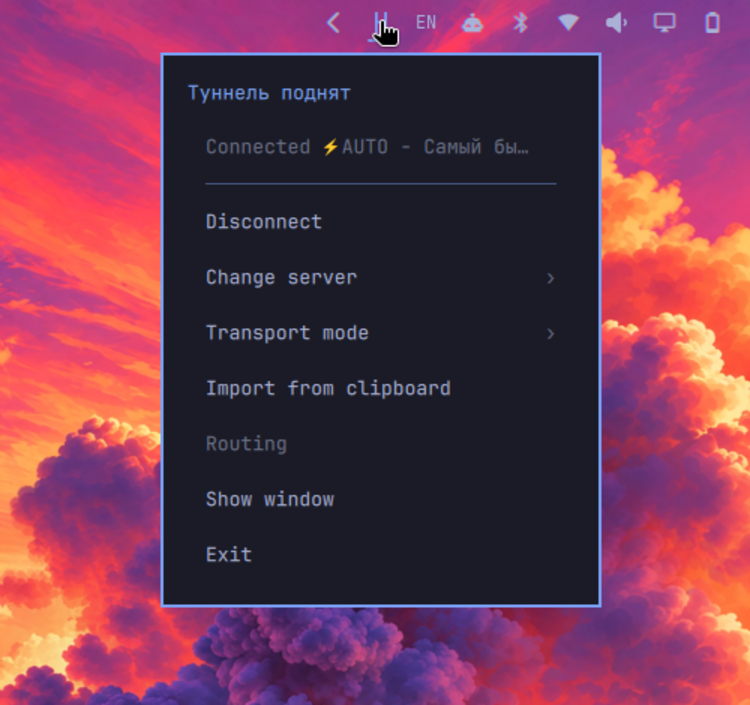 EN
Туннель поднят
Connected ⚡AUTO - Самый бы…
Disconnect
Change server
Transport mode
Import from clipboard
Routing
Show window
Exit